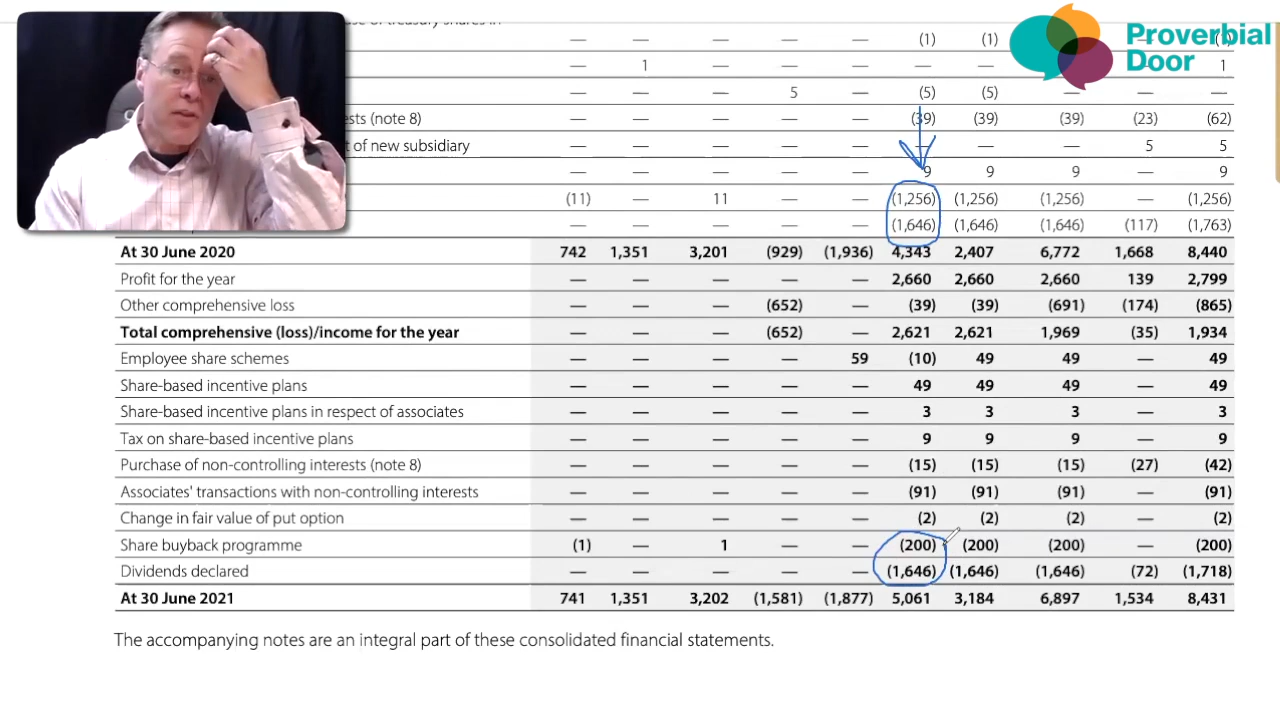 Proverbial
Door
— — — — — (1) (1)
— 1 — — — — — — 1
— — — 5 — (5) (5) — — —
ests (note 8) — — — — — (39) (39) (39) (23) (62)
t of new subsidiary — — — — — — — — 5 5
— — — — — 9 9 9 — 9
(11) — 11 — — (1,256) (1,256) (1,256) — (1,256)
— — — — — (1,646) (1,646) (1,646) (117) (1,763)
At 30 June 2020 742 1,351 3,201 (929) (1,936) 4,343 2,407 6,772 1,668 8,440
Profit for the year — — — — — 2,660 2,660 2,660 139 2,799
Other comprehensive loss — — — (652) — (39) (39) (691) (174) (865)
Total comprehensive (loss)/income for the year — — — (652) — 2,621 2,621 1,969 (35) 1,934
Employee share schemes — — — — 59 (10) 49 49 — 49
Share-based incentive plans — — — — — 49 49 49 — 49
Share-based incentive plans in respect of associates — — — — — 3 3 3 — 3
Tax on share-based incentive plans — — — — — 9 9 9 — 9
Purchase of non-controlling interests (note 8) — — — — — (15) (15) (15) (27) (42)
Associates' transactions with non-controlling interests — — — — — (91) (91) (91) — (91)
Change in fair value of put option — — — — — (2) (2) (2) — (2)
Share buyback programme (1) — 1 — — (200) (200) (200) — (200)
Dividends declared — — — — — (1,646) (1,646) (1,646) (72) (1,718)
At 30 June 2021 741 1,351 3,202 (1,581) (1,877) 5,061 3,184 6,897 1,534 8,431
The accompanying notes are an integral part of these consolidated financial statements.